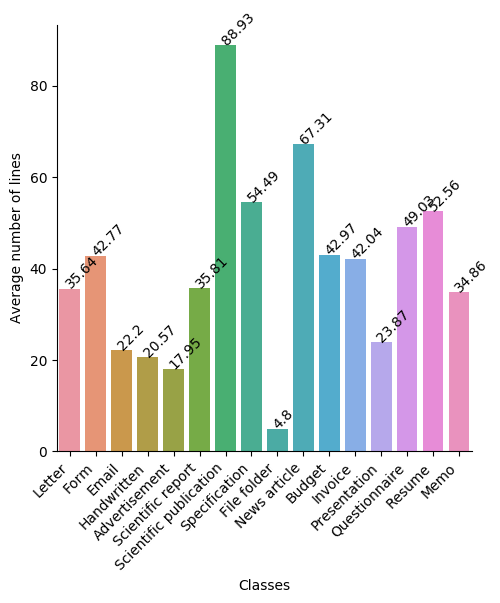 Average number of lines
80
60
40
20
0
35.64
42.77
22.2
20.57
17.95
35.81
88.93
54.49
4.8
67.31
42.97
42.04
23.87
49.03
52.56
34.86
Letter
Form
Email
Handwritten
Advertisement
Scientific report
Scientific publication
Specification
File folder
News article
Budget
Invoice
Presentation
Questionnaire
Resume
Memo
Classes